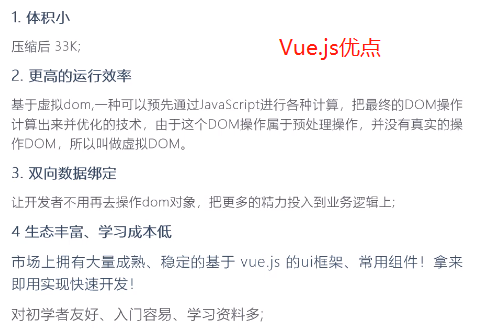 1. 体积小
Vue.js优点
压缩后 33K;
2. 更高的运行效率
基于虚拟dom,一种可以预先通过JavaScript进行各种计算，把最终的DOM操作
计算出来并优化的技术，由于这个DOM操作属于预处理操作，并没有真实的操
作DOM，所以叫做虚拟DOM。
3. 双向数据绑定
让开发者不用再去操作dom对象，把更多的精力投入到业务逻辑上;
4 生态丰富、学习成本低
市场上拥有大量成熟、稳定的基于 vue.js 的ui框架、常用组件！拿来
即用实现快速开发！
对初学者友好、入门容易、学习资料多;